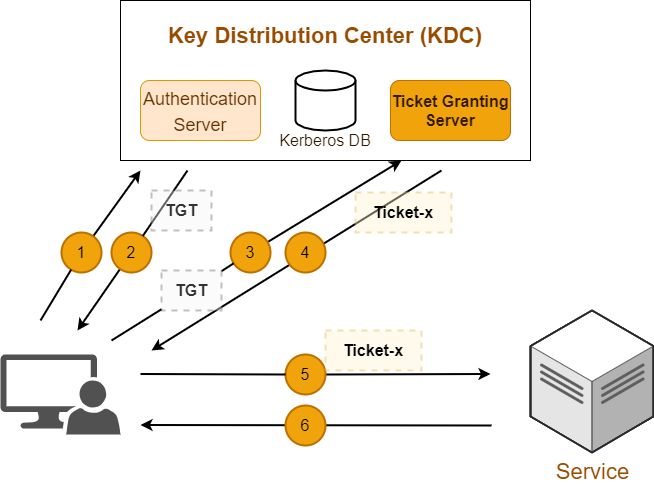 Key Distribution Center (KDC)
Authentication
Server
Kerberos DB
Ticket Granting
Server
TGT
Ticket-x
1
2
3
4
TGT
Ticket-x
5
6
Service